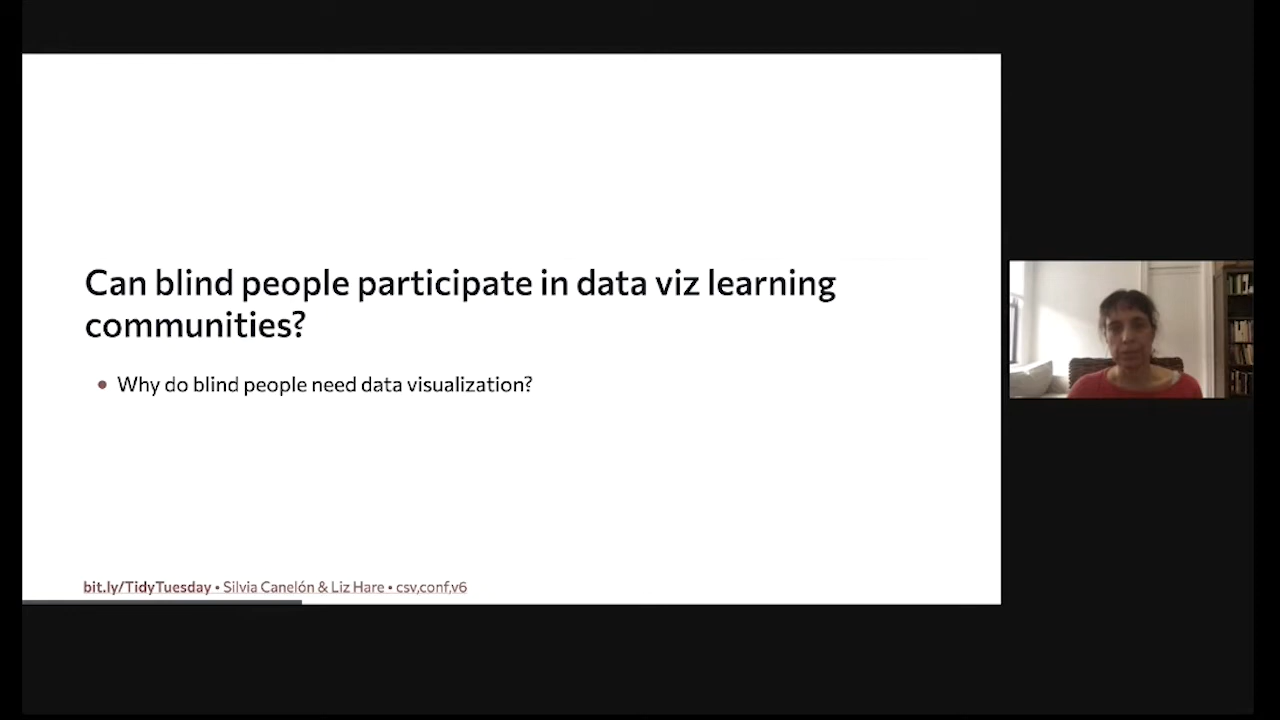 Can blind people participate in data viz learning
communities?
• Why do blind people need data visualization?
bit.ly/TidyTuesday • Silvia Canelón & Liz Hare • csv,conf,v6